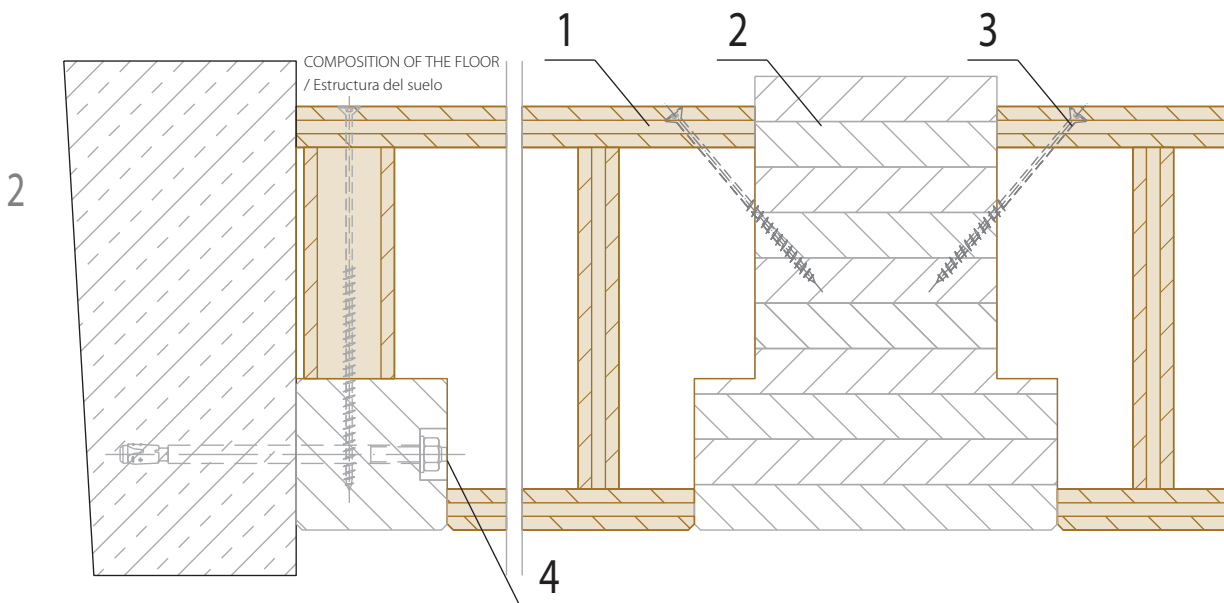 1
2
3
COMPOSITION OF THE FLOOR
/ Estructura del suelo
2
4